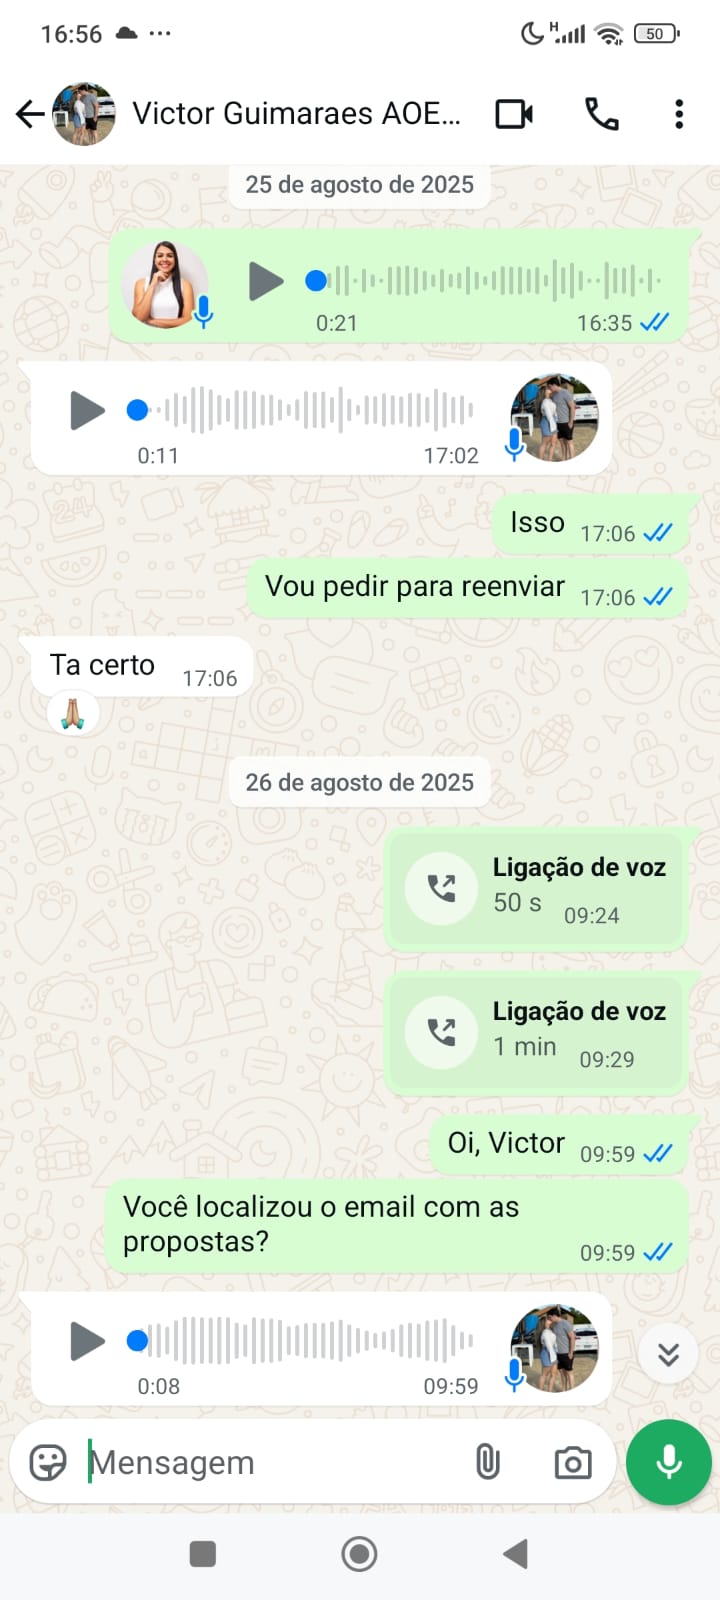 16:56
50
Victor Guimaraes AOE...
25 de agosto de 2025
0:21 16:35
0:11 17:02
Isso 17:06
Vou pedir para reenviar 17:06
Ta certo 17:06
26 de agosto de 2025
Ligação de voz
50 s 09:24
Ligação de voz
1 min 09:29
Oi, Victor 09:59
Você localizou o email com as
propostas? 09:59
0:08 09:59
Mensagem